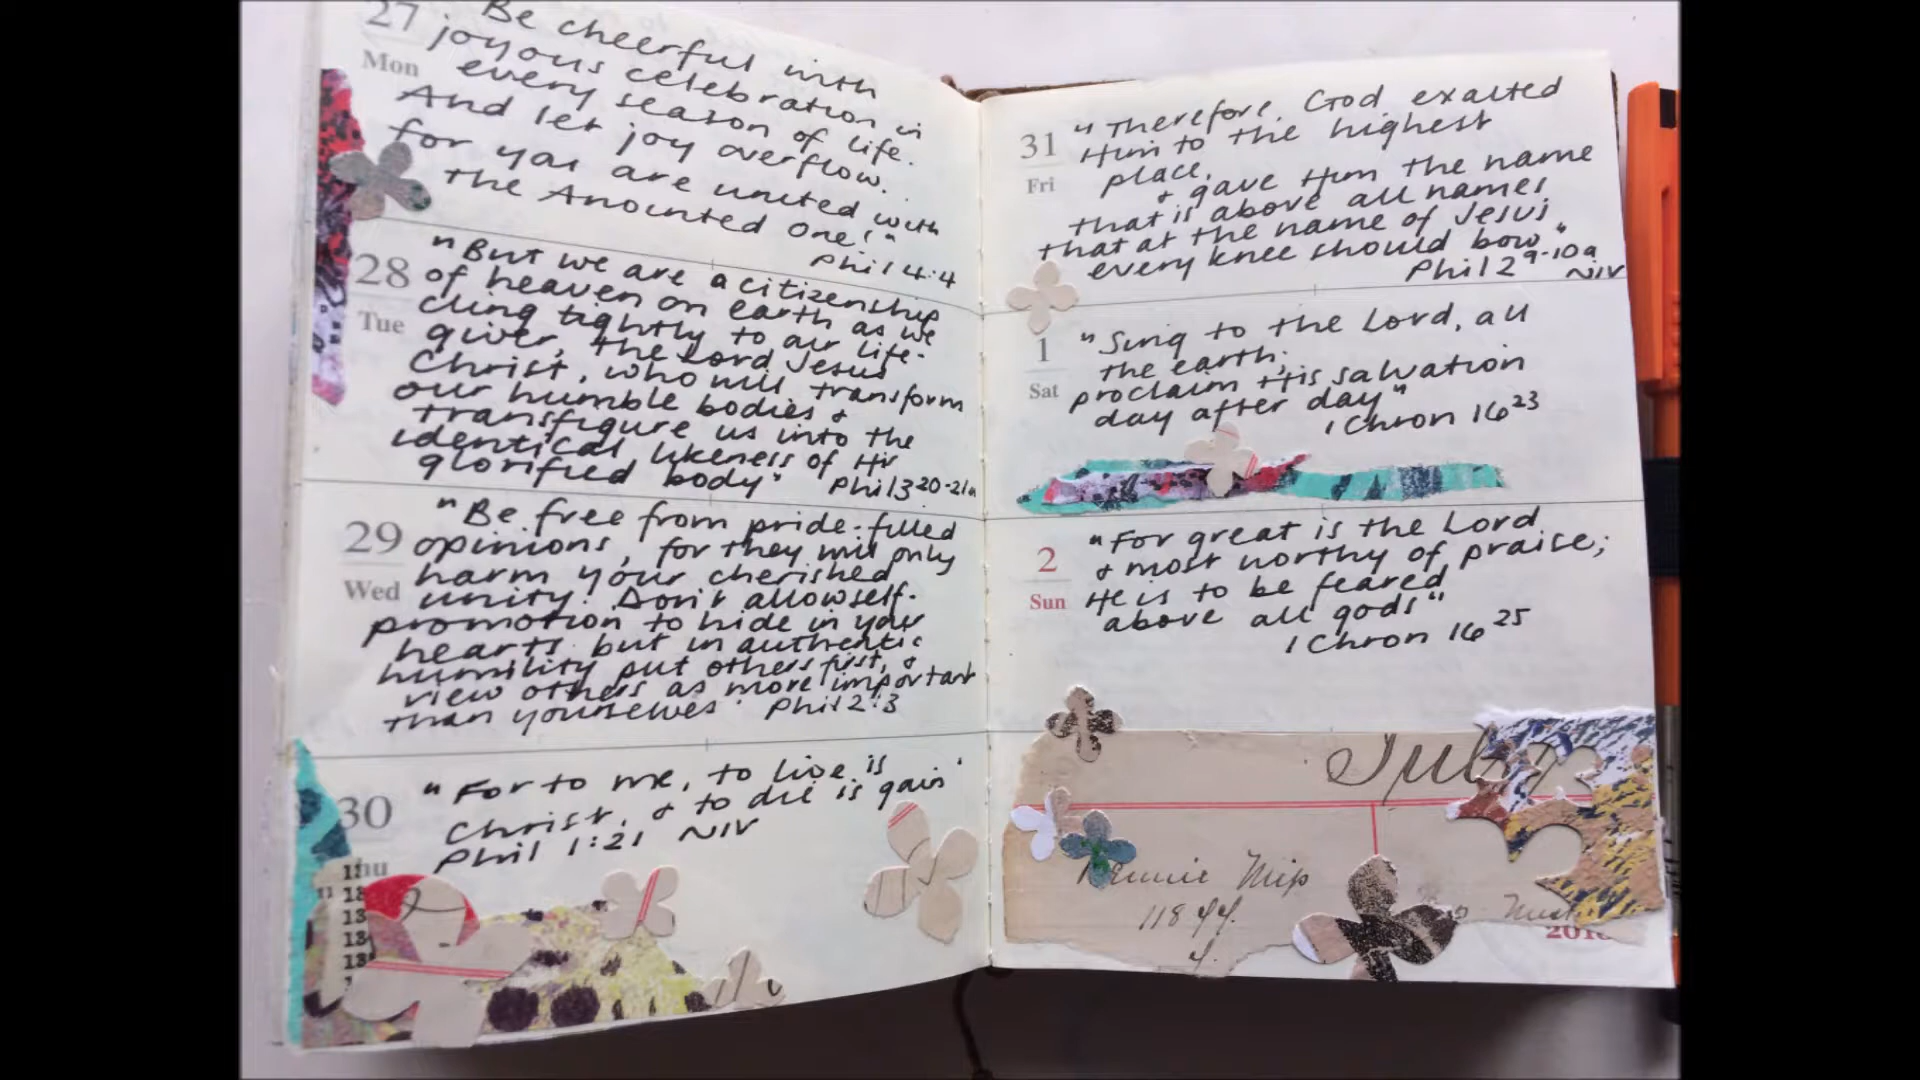 27
Mon
Be cheerful with
joyous celebration in
every season of life.
And let joy overflow.
for you are united with
the Anointed One!"
Phil 4:4
28
Tue
"But we are a citizenship
of heaven on earth as we
cling tightly to our life-
giver, the Lord Jesus
Christ, who will transform
our humble bodies &
transfigure us into the
identical likeness of His
glorified body" Phil 3 20-21a
29
Wed
"Be free from pride-filled
opinions, for they will only
harm your cherished
unity. Don't allow self-
promotion to hide in your
hearts but in authentic
humility put others first, &
view others as more important
than yourselves Phil 2:3
30
Thu
"For to me, to live is
Christ, & to die is gain'
Phil 1:21 NIV
13
13
13
13
13
31
Fri
"Therefore, God exalted
Him to the highest
place,
& gave Him the name
that is above all names
that at the name of Jesus
every knee should bow"
Phil 2 9-10a
NIV
1
Sat
"Sing to the Lord, all
the earth;
proclaim His salvation
day after day"
1 Chron 16 23
2
Sun
"For great is the Lord
& most worthy of praise;
He is to be feared
above all gods"
1 Chron 16 25
July
118